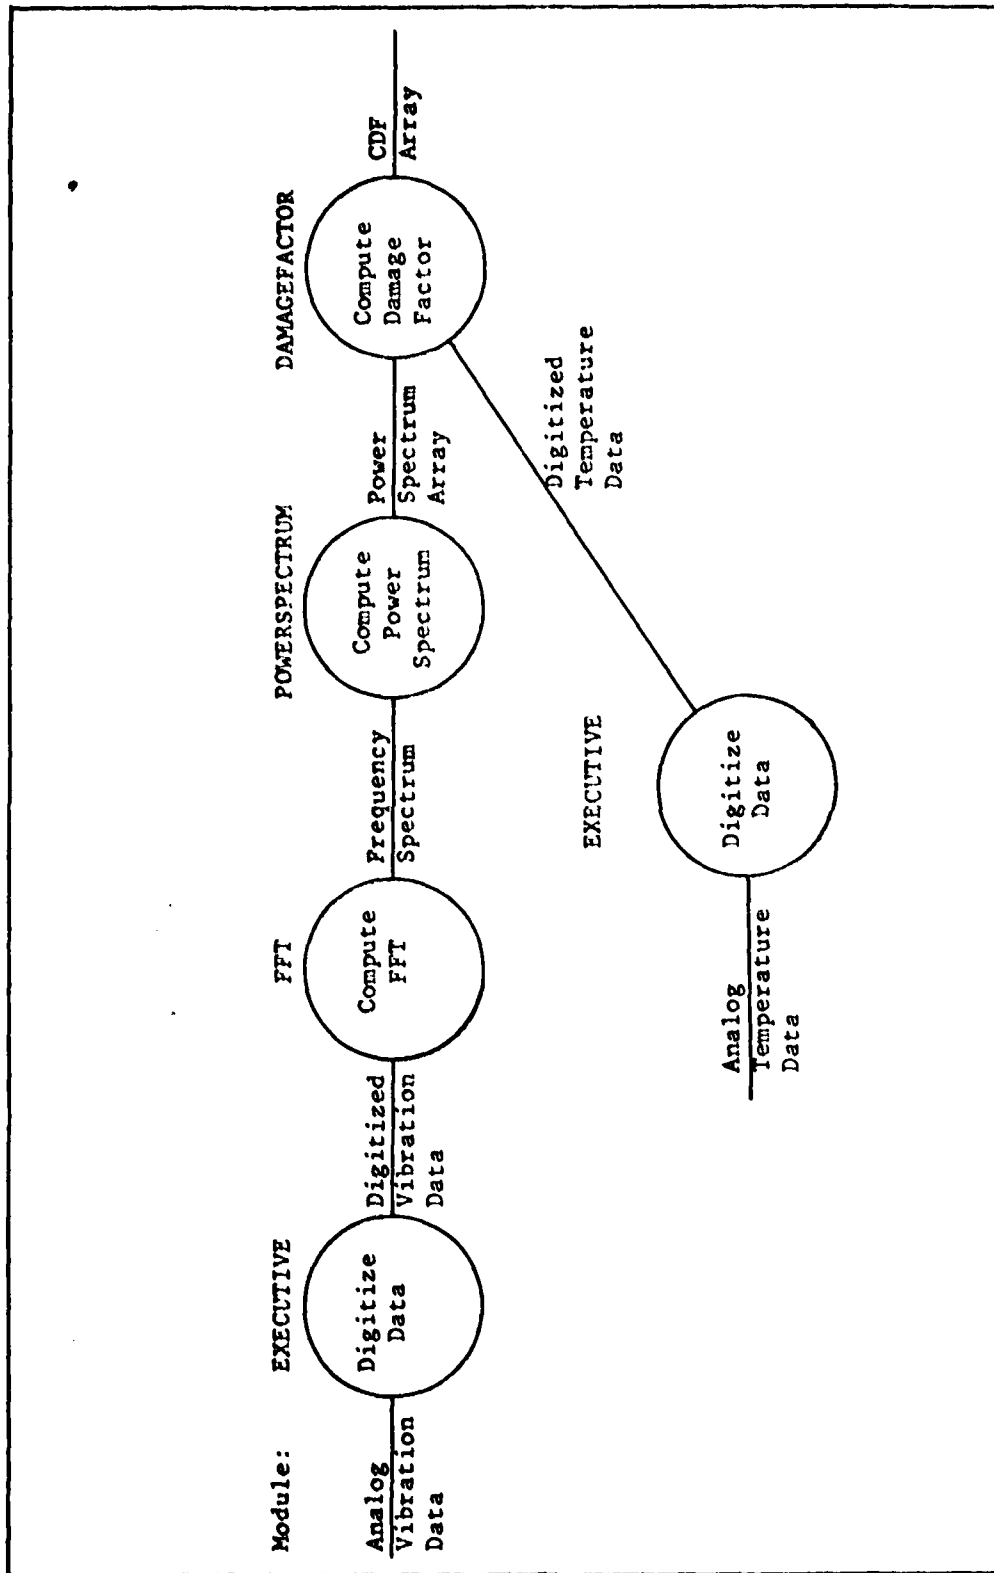 Module:
EXECUTIVE
FFT
POWERSPECTRUM
DAMAGEFACTOR
Analog
Vibration
Data
Digitize
Data
Digitized
Vibration
Data
Compute
FFT
Frequency
Spectrum
Compute
Power
Spectrum
Power
Spectrum
Array
Compute
Damage
Factor
CDF
Array
EXECUTIVE
Analog
Temperature
Data
Digitize
Data
Digitized
Temperature
Data